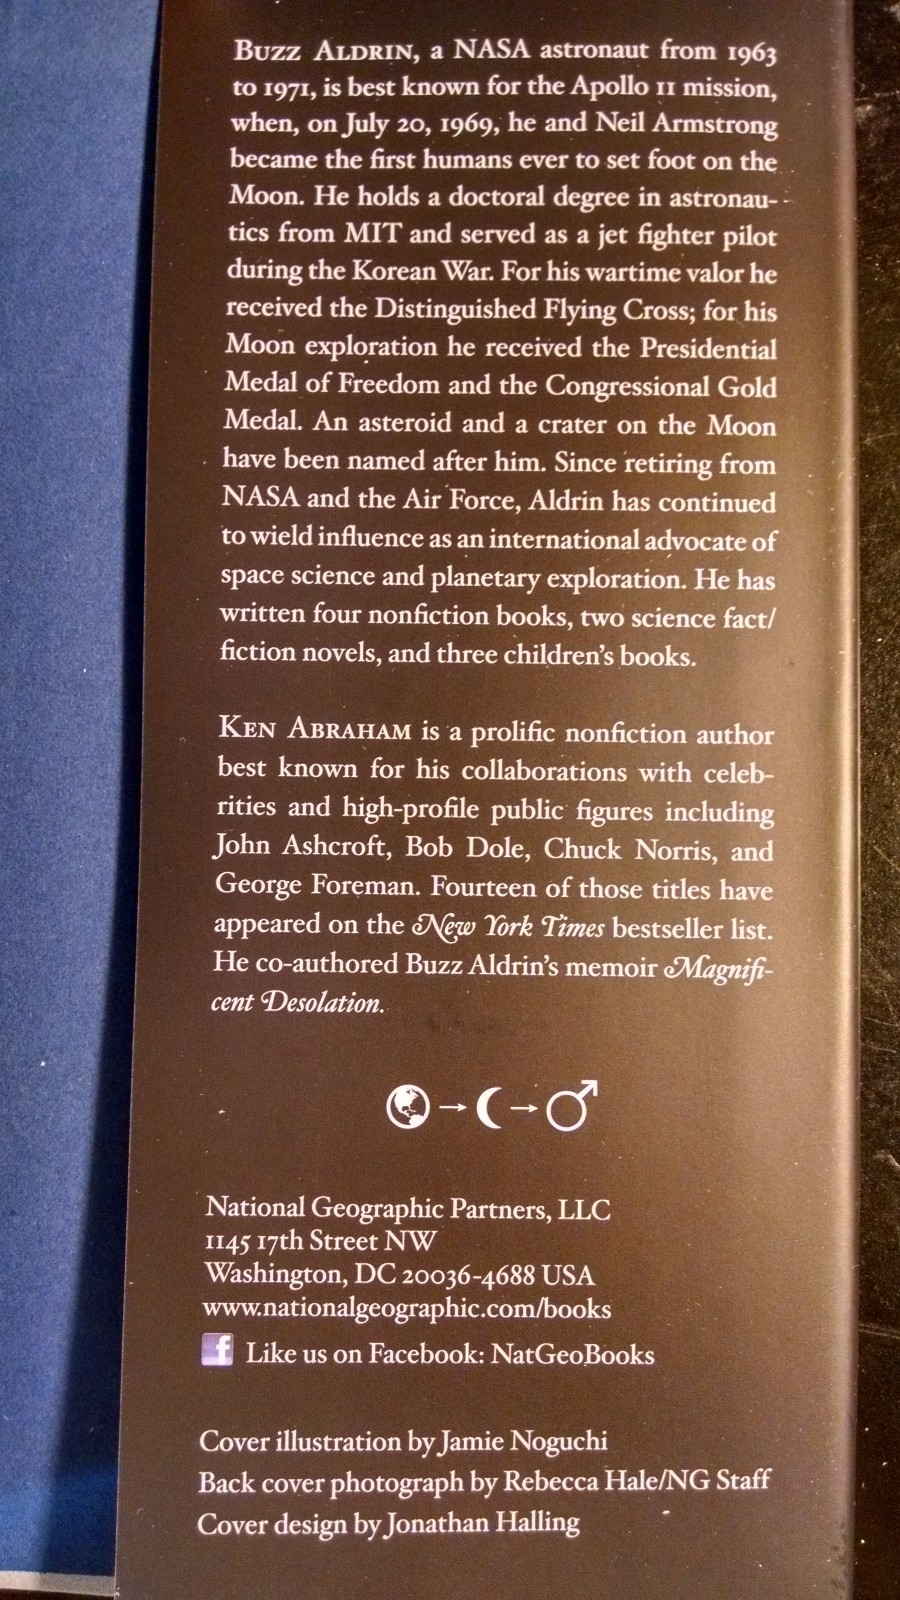 BUZZ ALDRIN, a NASA astronaut from 1963
to 1971, is best known for the Apollo 11 mission,
when, on July 20, 1969, he and Neil Armstrong
became the first humans ever to set foot on the
Moon. He holds a doctoral degree in astronau-
tics from MIT and served as a jet fighter pilot
during the Korean War. For his wartime valor he
received the Distinguished Flying Cross; for his
Moon exploration he received the Presidential
Medal of Freedom and the Congressional Gold
Medal. An asteroid and a crater on the Moon
have been named after him. Since retiring from
NASA and the Air Force, Aldrin has continued
to wield influence as an international advocate of
space science and planetary exploration. He has
written four nonfiction books, two science fact/
fiction novels, and three children's books.
KEN ABRAHAM is a prolific nonfiction author
best known for his collaborations with celeb-
rities and high-profile public figures including
John Ashcroft, Bob Dole, Chuck Norris, and
George Foreman. Fourteen of those titles have
appeared on the New York Times bestseller list.
He co-authored Buzz Aldrin's memoir Magnifi-
cent Desolation.
National Geographic Partners, LLC
1145 17th Street NW
Washington, DC 20036-4688 USA
www.nationalgeographic.com/books
f Like us on Facebook: NatGeoBooks
Cover illustration by Jamie Noguchi
Back cover photograph by Rebecca Hale/NG Staff
Cover design by Jonathan Halling